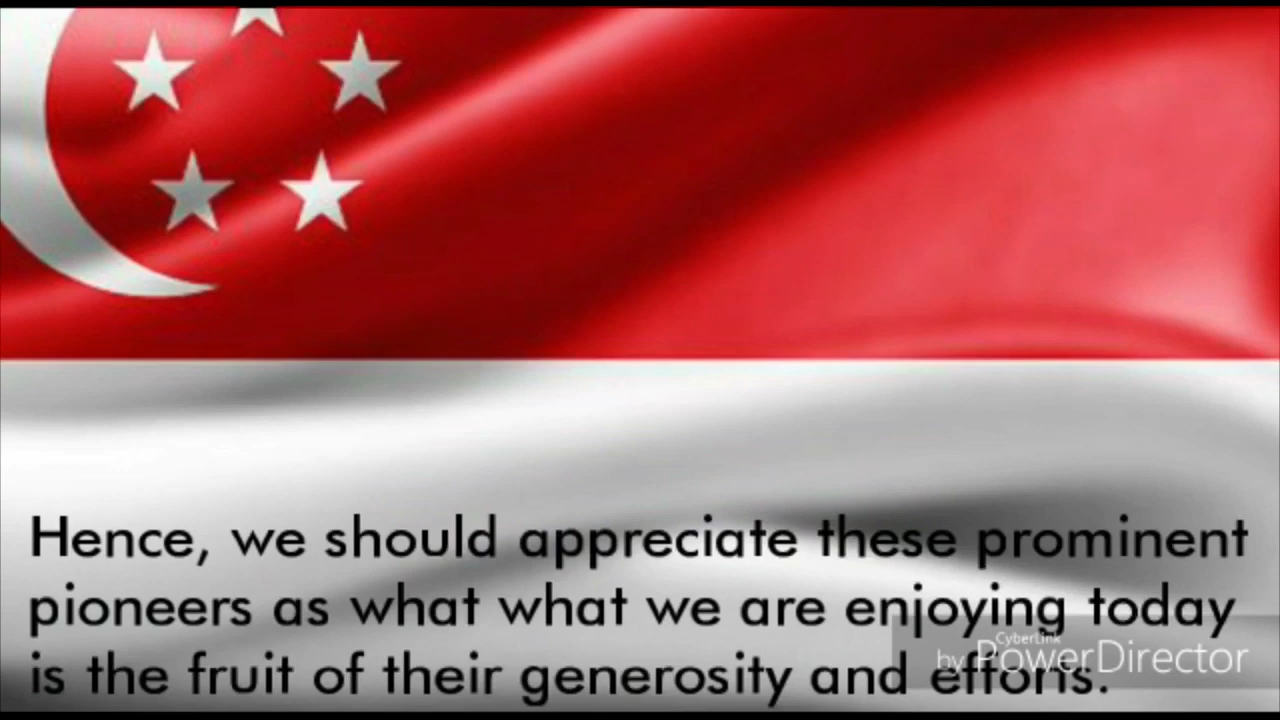 Hence, we should appreciate these prominent
pioneers as what what we are enjoying today
is the fruit of their generosity and efforts.
CyberLink
by PowerDirector